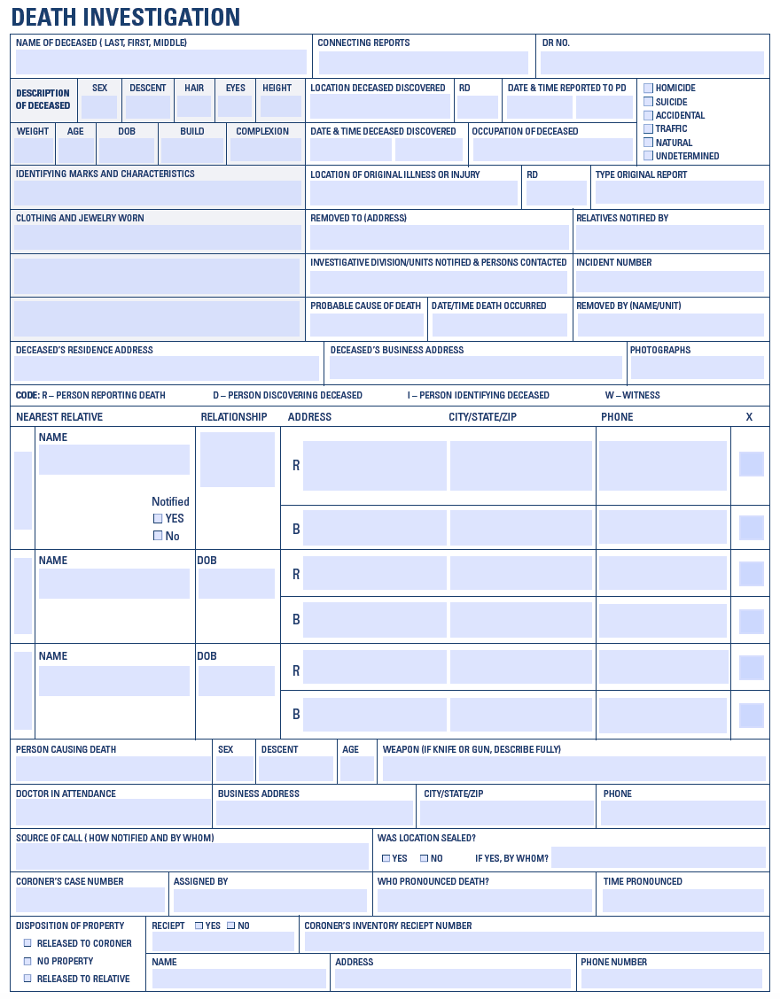 DEATH INVESTIGATION
NAME OF DECEASED ( LAST, FIRST, MIDDLE) CONNECTING REPORTS DR NO.
DESCRIPTION OF DECEASED SEX DESCENT HAIR EYES HEIGHT LOCATION DECEASED DISCOVERED RD DATE & TIME REPORTED TO PD
HOMICIDE
SUICIDE
ACCIDENTAL
TRAFFIC
NATURAL
UNDETERMINED
WEIGHT AGE DOB BUILD COMPLEXION DATE & TIME DECEASED DISCOVERED OCCUPATION OF DECEASED
IDENTIFYING MARKS AND CHARACTERISTICS LOCATION OF ORIGINAL ILLNESS OR INJURY RD TYPE ORIGINAL REPORT
CLOTHING AND JEWELRY WORN REMOVED TO (ADDRESS) RELATIVES NOTIFIED BY
INVESTIGATIVE DIVISION/UNITS NOTIFIED & PERSONS CONTACTED INCIDENT NUMBER
PROBABLE CAUSE OF DEATH DATE/TIME DEATH OCCURRED REMOVED BY (NAME/UNIT)
DECEASED'S RESIDENCE ADDRESS DECEASED'S BUSINESS ADDRESS PHOTOGRAPHS
CODE: R – PERSON REPORTING DEATH D – PERSON DISCOVERING DECEASED I – PERSON IDENTIFYING DECEASED W – WITNESS
NEAREST RELATIVE RELATIONSHIP ADDRESS CITY/STATE/ZIP PHONE X
NAME
R
Notified
YES
No
B
NAME DOB
R
B
NAME DOB
R
B
PERSON CAUSING DEATH SEX DESCENT AGE WEAPON (IF KNIFE OR GUN, DESCRIBE FULLY)
DOCTOR IN ATTENDANCE BUSINESS ADDRESS CITY/STATE/ZIP PHONE
SOURCE OF CALL ( HOW NOTIFIED AND BY WHOM) WAS LOCATION SEALED?
YES NO IF YES, BY WHOM?
CORONER'S CASE NUMBER ASSIGNED BY WHO PRONOUNCED DEATH? TIME PRONOUNCED
DISPOSITION OF PROPERTY RECIEPT YES NO CORONER'S INVENTORY RECIEPT NUMBER
RELEASED TO CORONER
NO PROPERTY NAME ADDRESS PHONE NUMBER
RELEASED TO RELATIVE